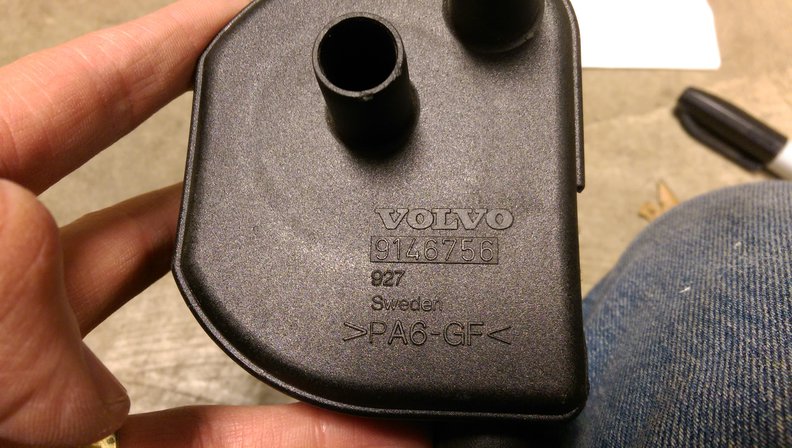 VOLVO
9146756
927
Sweden
>PA6-GF<